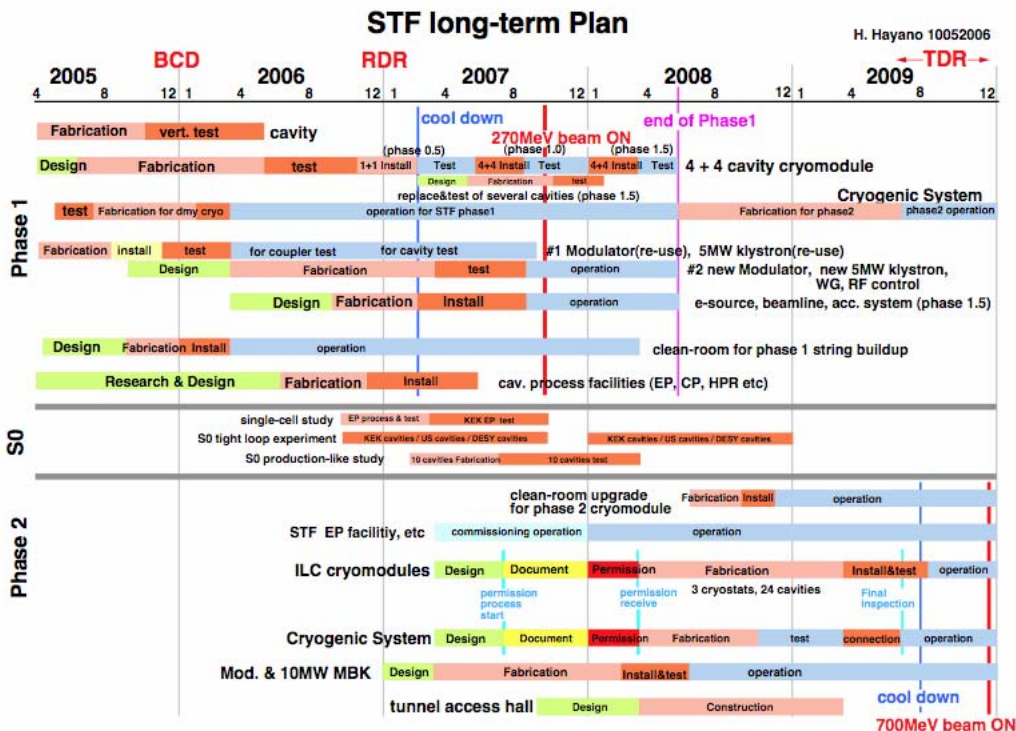 STF long-term Plan
H. Hayano 10052006
BCD
RDR
TDR
2005 2006 2007 2008 2009
4 8 12 1 4 8 12 1 4 8 12 1 4 8 12 1 4 8 12
cool down
270MeV beam ON
end of Phase1
Phase 1
Fabrication vert. test cavity
(phase 0.5) (phase 1.0) (phase 1.5)
Design Fabrication test 1+1 Install Test 4+4 Install Test 4+4 Install Test 4 + 4 cavity cryomodule
Design Fabrication test
replace&test of several cavities (phase 1.5)
Cryogenic System
test Fabrication for dmy cryo operation for STF phase1 Fabrication for phase2 phase2 operation
Fabrication install test for coupler test for cavity test #1 Modulator(re-use), 5MW klystron(re-use)
Design Fabrication test operation #2 new Modulator, new 5MW klystron,
WG, RF control
Design Fabrication Install operation e-source, beamline, acc. system (phase 1.5)
Design Fabrication Install operation clean-room for phase 1 string buildup
Research & Design Fabrication Install cav. process facilities (EP, CP, HPR etc)
S0
single-cell study EP process & test KEK EP test
S0 tight loop experiment KEK cavities / US cavities / DESY cavities KEK cavities / US cavities / DESY cavities
S0 production-like study 10 cavities Fabrication 10 cavities test
Phase 2
clean-room upgrade
for phase 2 cryomodule
Fabrication Install operation
STF EP facilitiy, etc commissioning operation operation
ILC cryomodules Design Document Permission Fabrication Install&test operation
3 cryostats, 24 cavities
permission
process
start
permission
receive
Final
inspection
Cryogenic System Design Document Permission Fabrication test connection operation
Mod. & 10MW MBK Design Fabrication Install&test operation
cool down
tunnel access hall Design Construction
700MeV beam ON